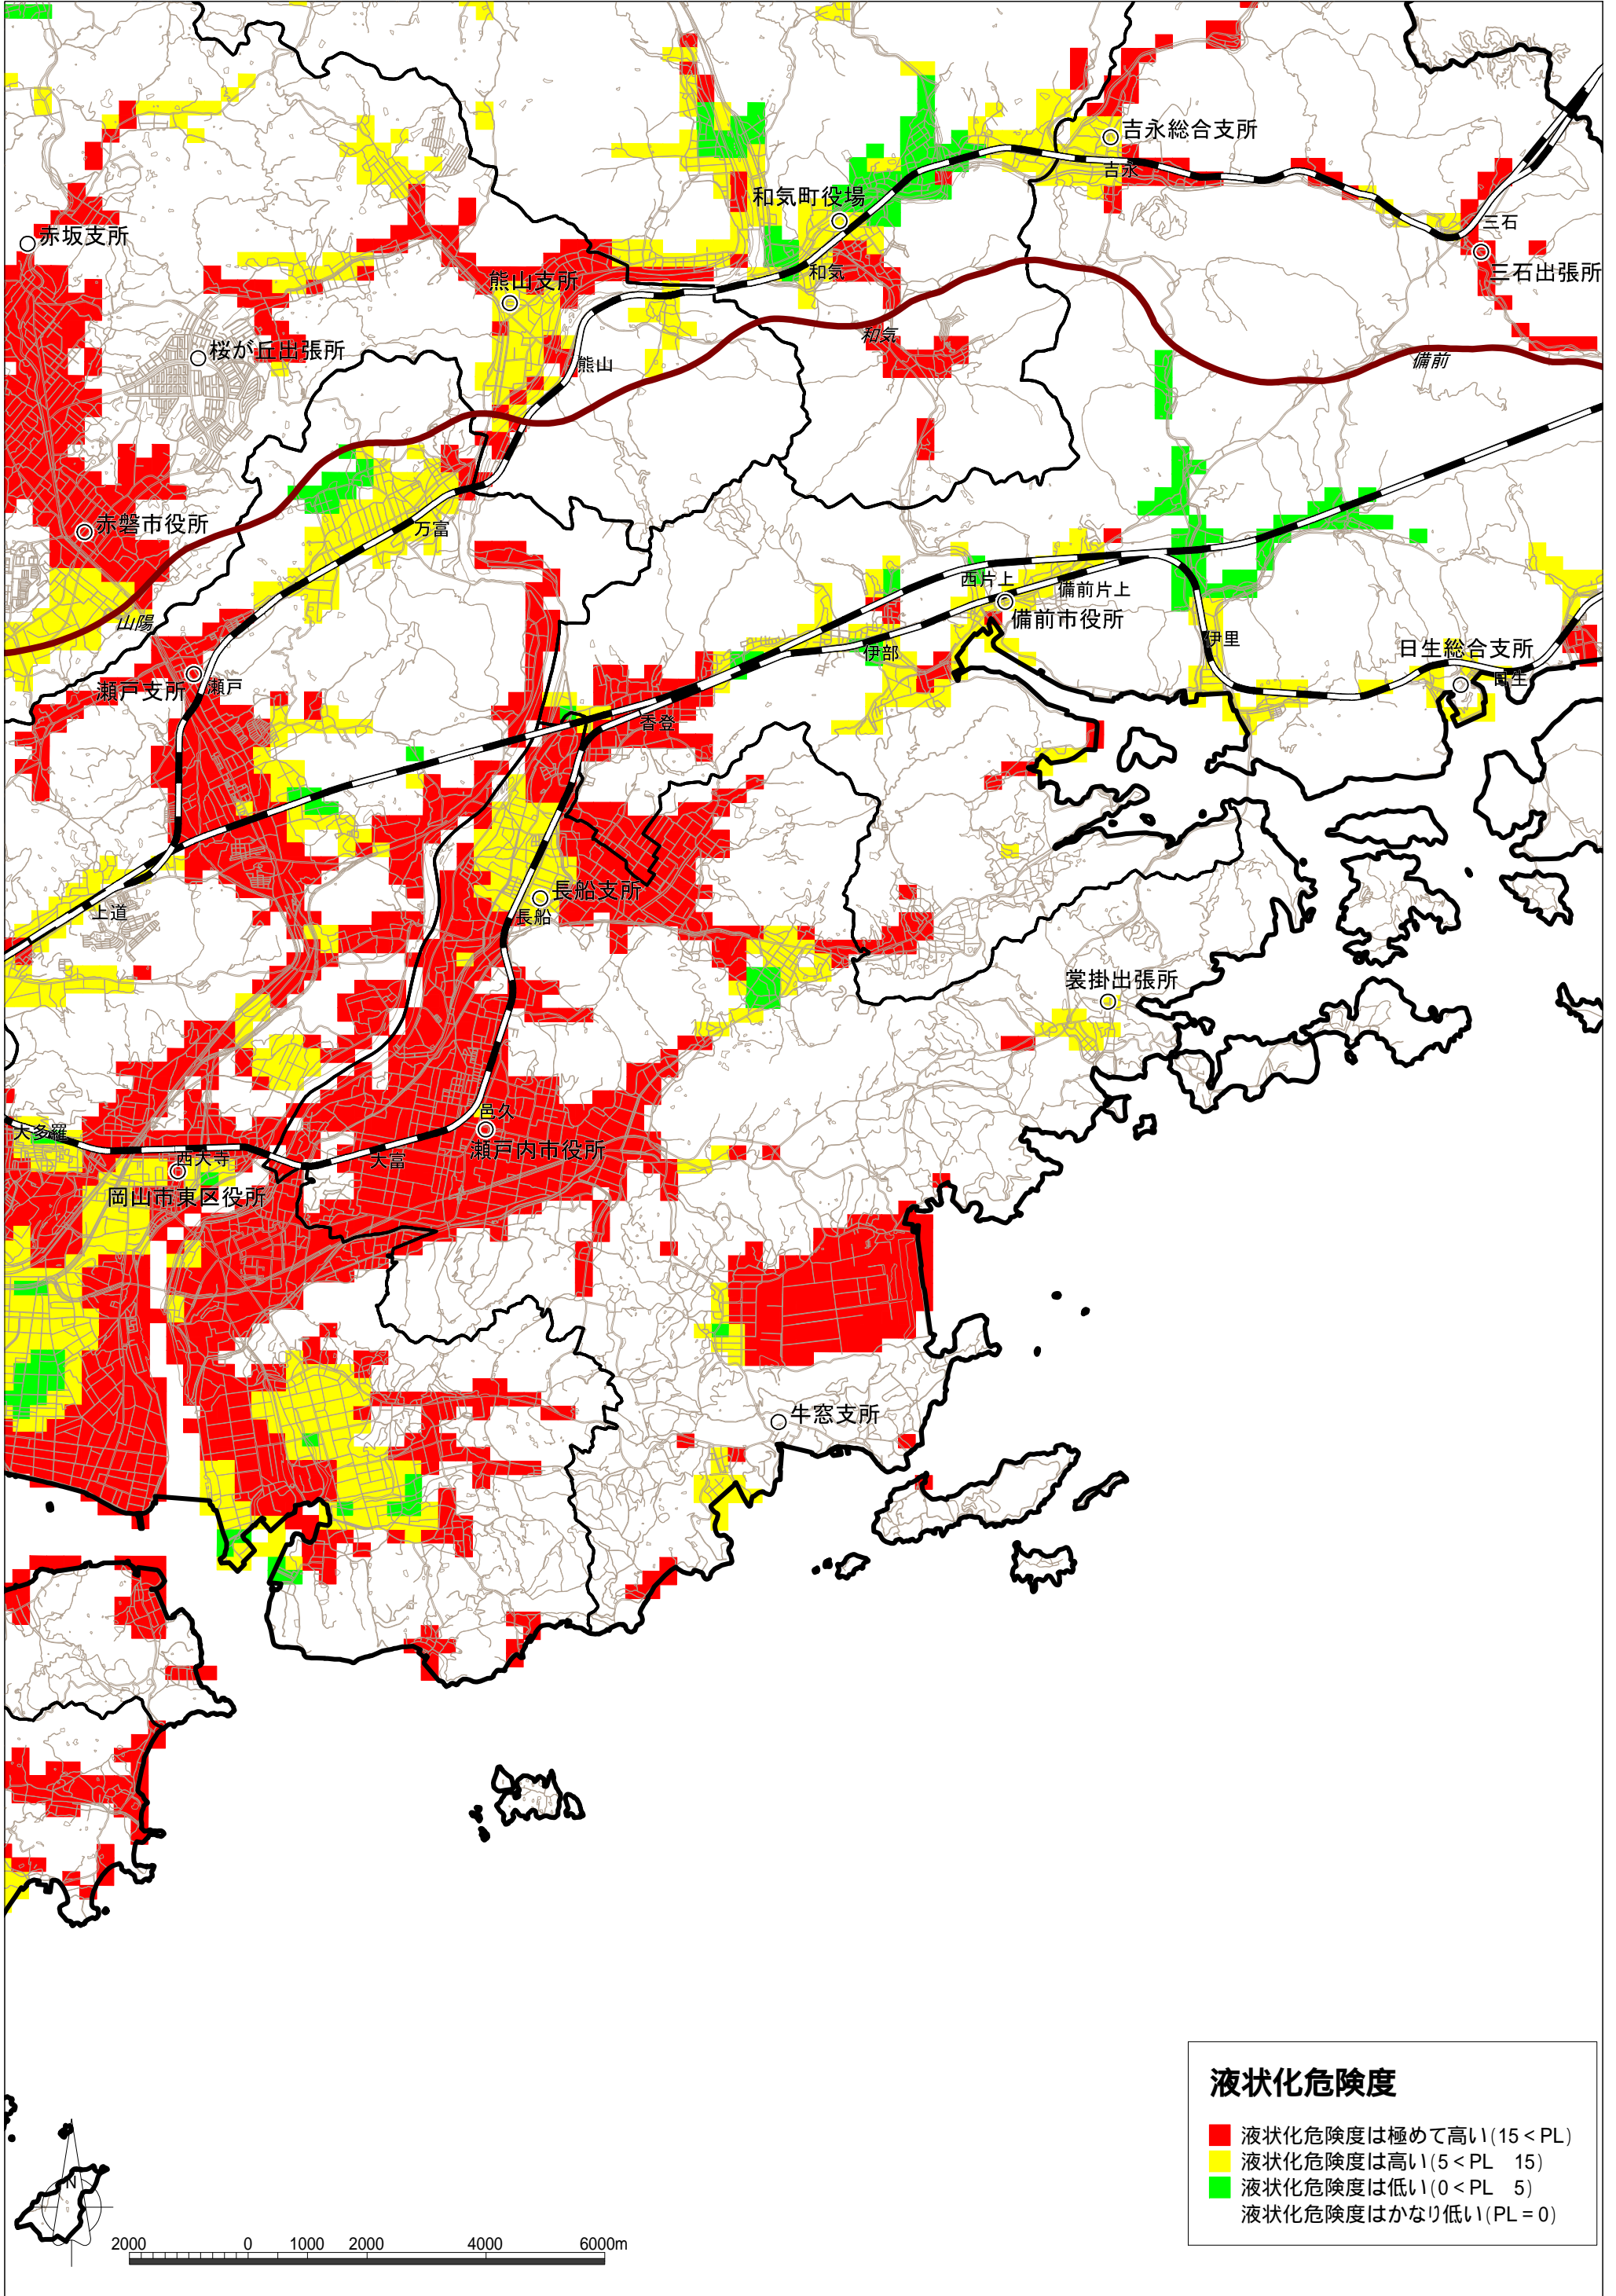 吉永総合支所
吉永
和気町役場
赤坂支所
三石
三石出張所
和気
熊山支所
和気
桜が丘出張所
熊山
備前
赤磐市役所
万富
西片上
備前片上
備前市役所
山陽
伊部
伊里
日生総合支所
日生
瀬戸支所
瀬戸
香登
長船支所
長船
上道
裳掛出張所
邑久
大多羅
瀬戸内市役所
西大寺
大富
岡山市東区役所
牛窓支所
液状化危険度
液状化危険度は極めて高い(15<PL)
液状化危険度は高い(5<PL 15)
液状化危険度は低い(0<PL 5)
液状化危険度はかなり低い(PL=0)
N
2000 0 1000 2000 4000 6000m